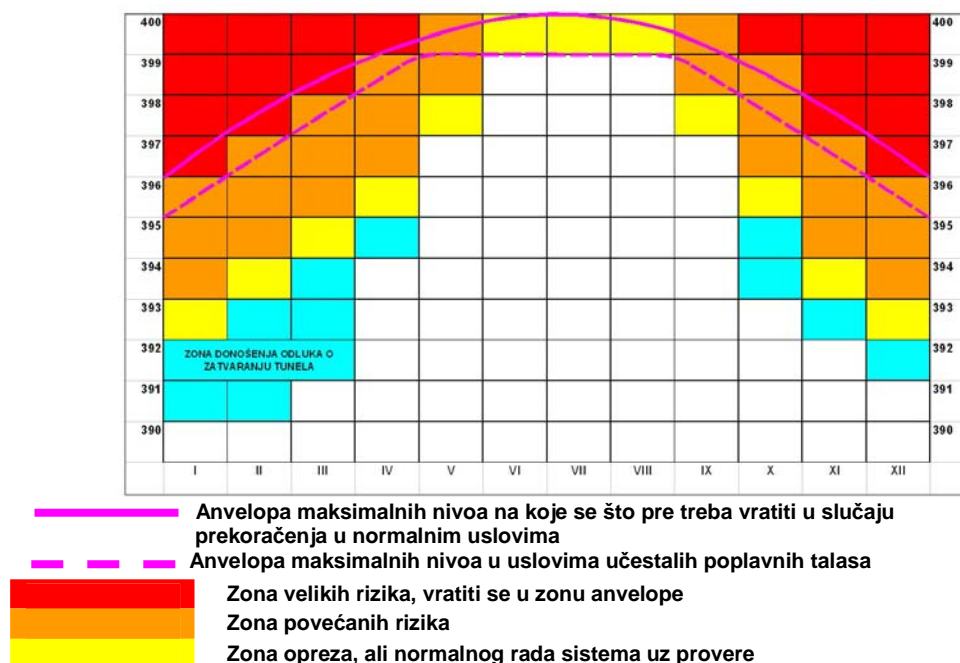 400 400
399 399
398 398
397 397
396 396
395 395
394 394
393 393
392 ZONA DONOŠENJA ODLUKA O 392
ZATVARANJU TUNELA
391 391
390 390
I II III IV V VI VII VIII IX X XI XII
Anvelopa maksimalnih nivoa na koje se što pre treba vratiti u slučaju
prekoračenja u normalnim uslovima
Anvelopa maksimalnih nivoa u uslovima učestalih poplavnih talasa
Zona velikih rizika, vratiti se u zonu anvelope
Zona povećanih rizika
Zona opreza, ali normalnog rada sistema uz provere